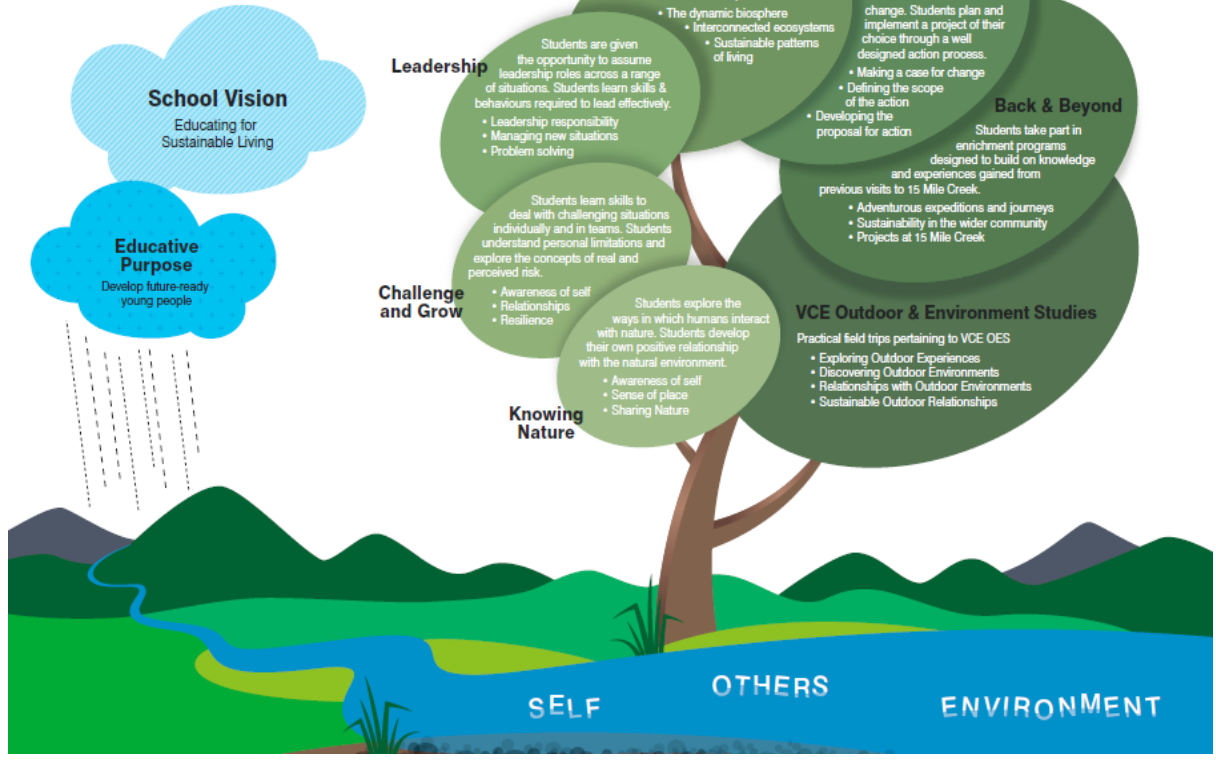 School Vision
Educating for
Sustainable Living
Educative
Purpose
Develop future-ready
young people
• The dynamic biosphere
• Interconnected ecosystems
• Sustainable patterns
of living
change. Students plan and
implement a project of their
choice through a well
designed action process.
• Making a case for change
• Defining the scope
of the action
• Developing the
proposal for action
Leadership
Students are given
the opportunity to assume
leadership roles across a range
of situations. Students learn skills &
behaviours required to lead effectively.
• Leadership responsibility
• Managing new situations
• Problem solving
Back & Beyond
Students take part in
enrichment programs
designed to build on knowledge
and experiences gained from
previous visits to 15 Mile Creek.
• Adventurous expeditions and journeys
• Sustainability in the wider community
• Projects at 15 Mile Creek
Students learn skills to
deal with challenging situations
individually and in teams. Students
understand personal limitations and
explore the concepts of real and
perceived risk.
Challenge
and Grow
• Awareness of self
• Relationships
• Resilience
Students explore the
ways in which humans interact
with nature. Students develop
their own positive relationship
with the natural environment.
• Awareness of self
• Sense of place
• Sharing Nature
Knowing
Nature
VCE Outdoor & Environment Studies
Practical field trips pertaining to VCE OES
• Exploring Outdoor Experiences
• Discovering Outdoor Environments
• Relationships with Outdoor Environments
• Sustainable Outdoor Relationships
SELF
OTHERS
ENVIRONMENT